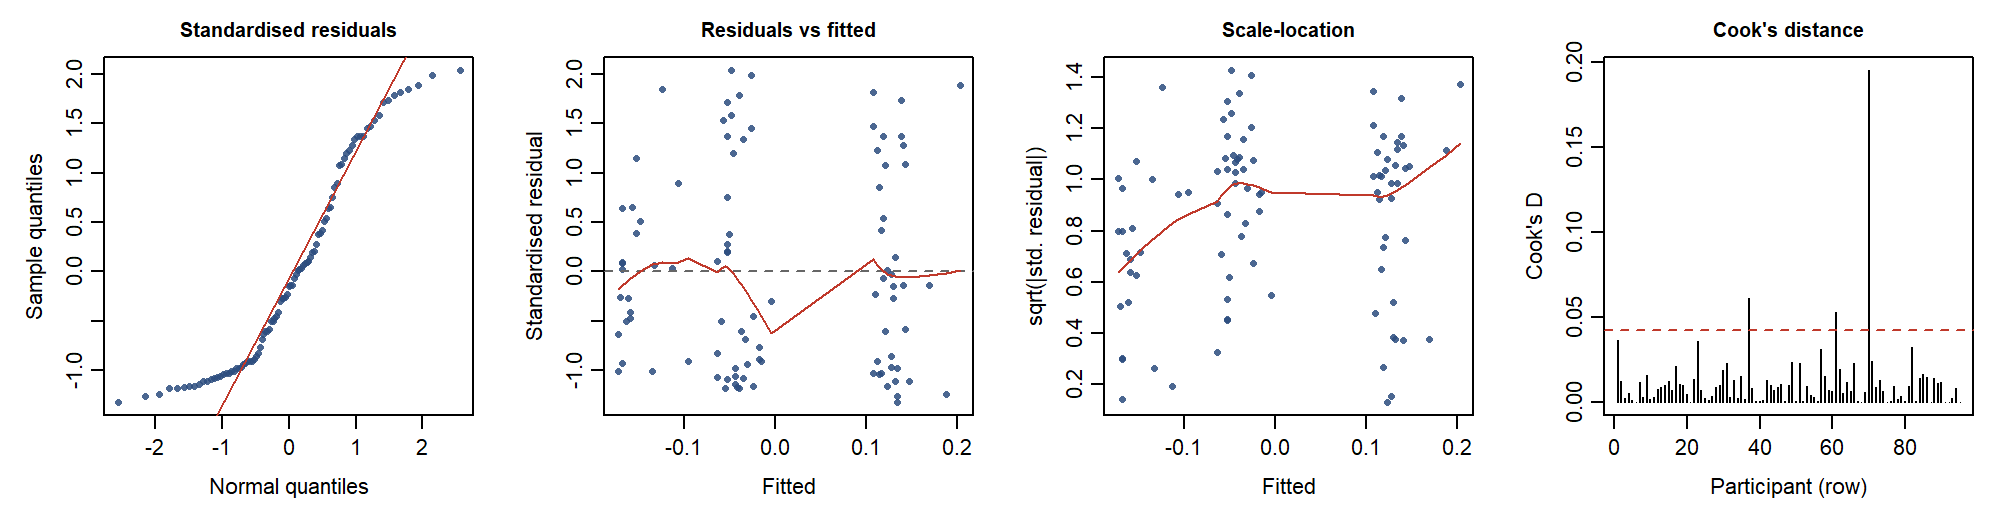 Standardised residuals
Sample quantiles
2.0
1.5
1.0
0.5
0.0
-1.0
-2 -1 0 1 2
Normal quantiles
Residuals vs fitted
Standardised residual
2.0
1.5
1.0
0.5
0.0
-1.0
-0.1 0.0 0.1 0.2
Fitted
Scale-location
sqrt(|std. residual|)
1.4
1.2
1.0
0.8
0.6
0.4
0.2
-0.1 0.0 0.1 0.2
Fitted
Cook's distance
Cook's D
0.20
0.15
0.10
0.05
0.00
0 20 40 60 80
Participant (row)